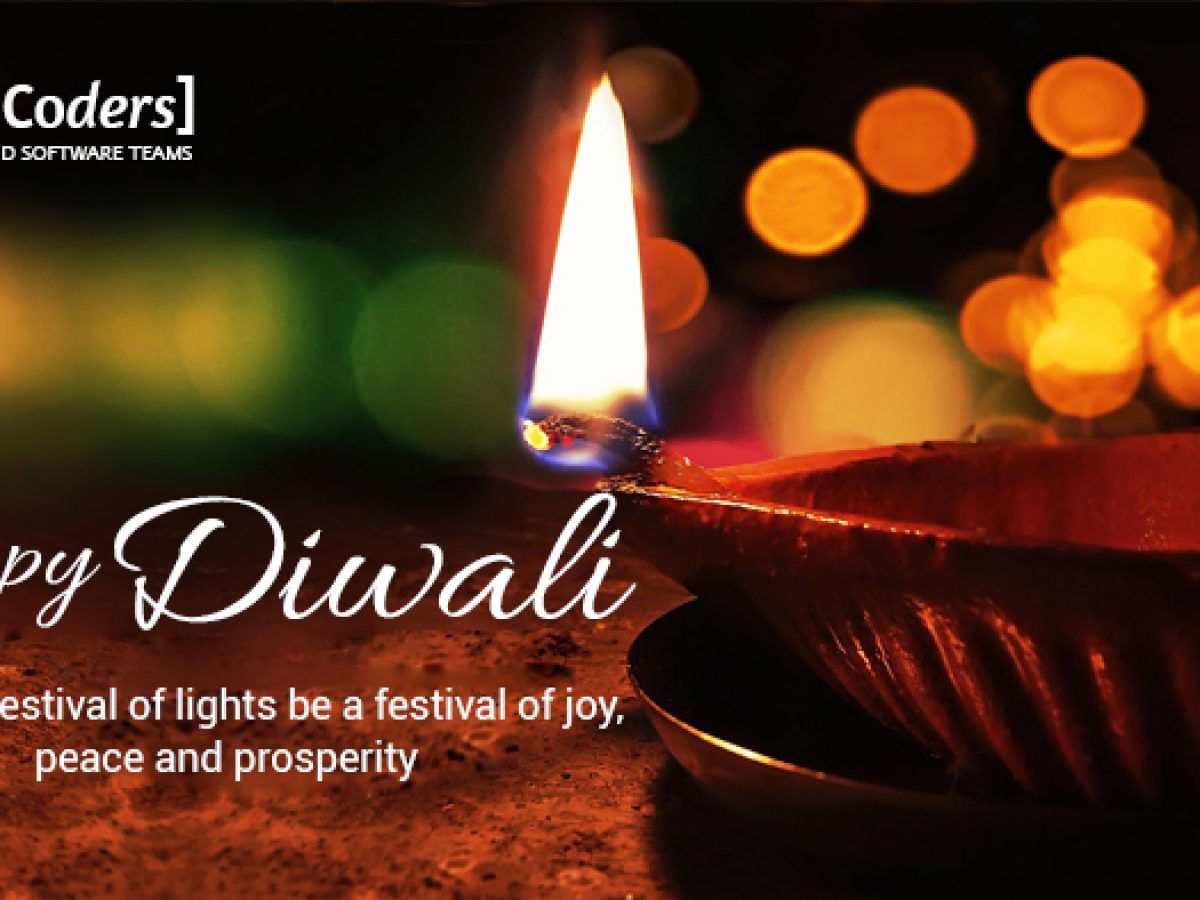 Coders]
D SOFTWARE TEAMS
py Diwali
estival of lights be a festival of joy,
peace and prosperity